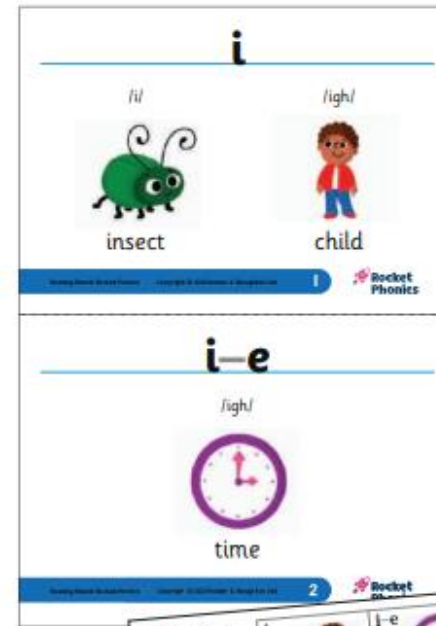 i
/i/ /igh/
insect child
1 Rocket
Phonics
i–e
/igh/
time
2 Rocket
i–e